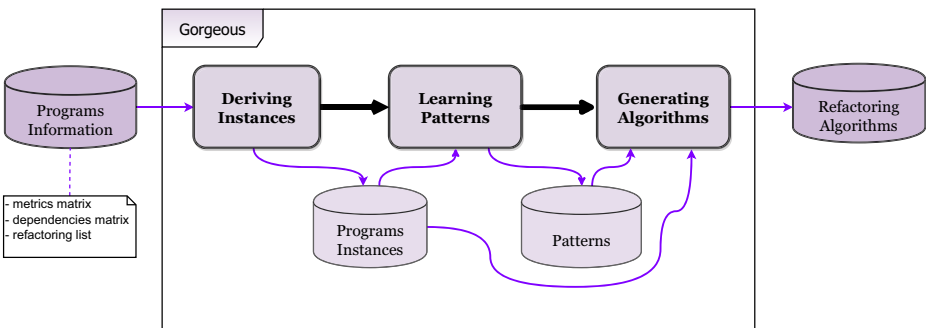 Gorgeous
Programs
Information
Deriving
Instances
Learning
Patterns
Generating
Algorithms
Refactoring
Algorithms
- metrics matrix
- dependencies matrix
- refactoring list
Programs
Instances
Patterns